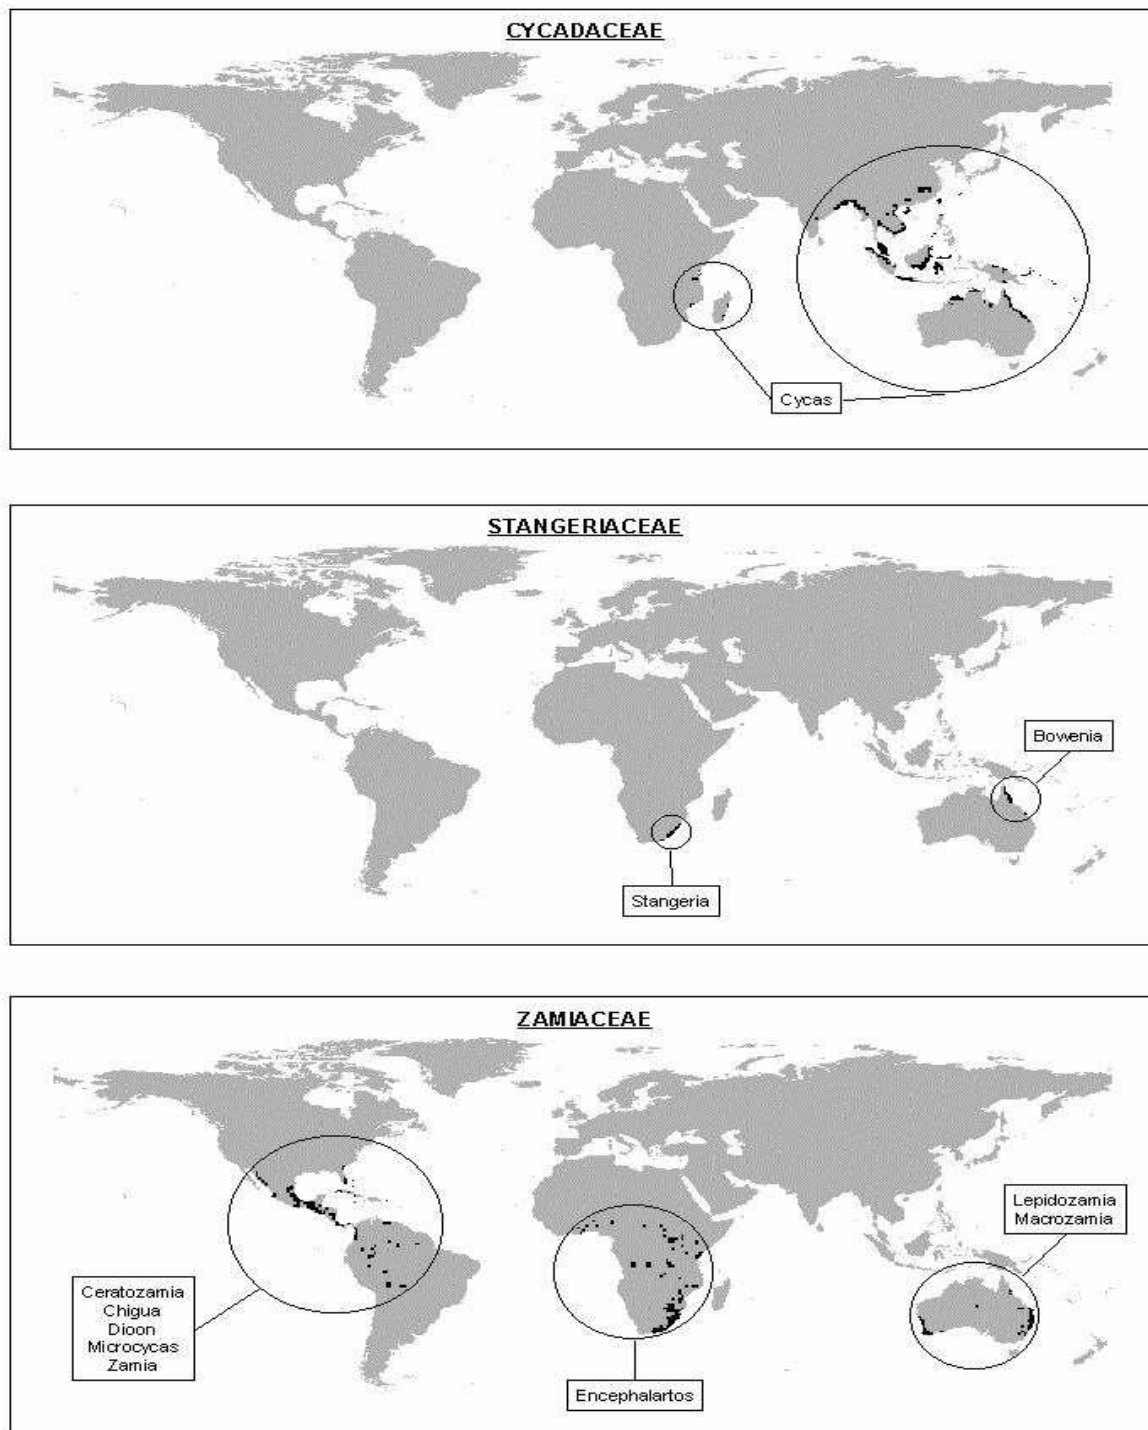 CYCADACEAE
Cycas
STANGERIACEAE
Bowenia
Stangeria
ZAMIACEAE
Lepidozamia
Macrozamia
Ceratozamia
Chigua
Dioon
Microcycas
Zamia
Encephalartos